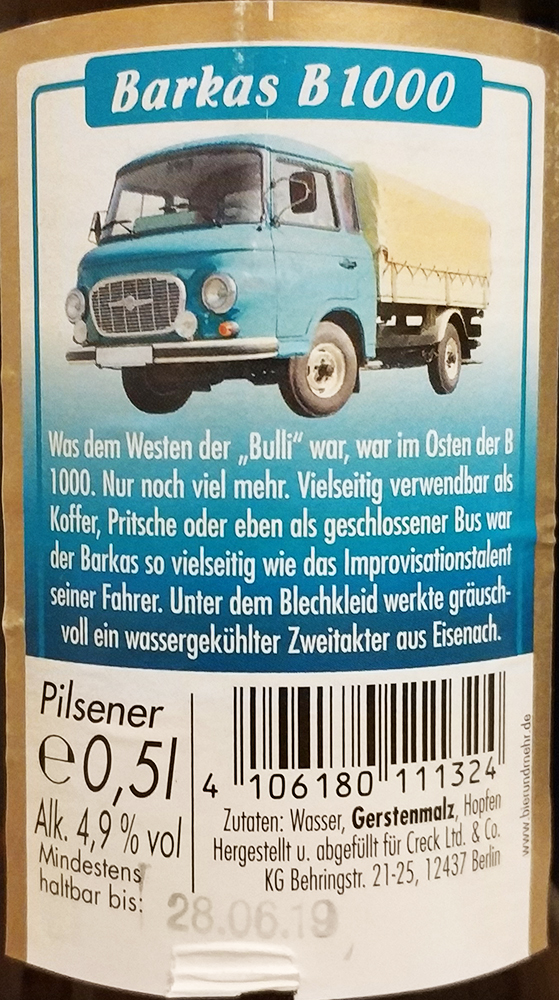 Barkas B 1000
Was dem Westen der „Bulli“ war, war im Osten der B
1000. Nur noch viel mehr. Vielseitig verwendbar als
Koffer, Pritsche oder eben als geschlossener Bus war
der Barkas so vielseitig wie das Improvisationstalent
seiner Fahrer. Unter dem Blechkleid werkte gräusch-
voll ein wassergekühlter Zweitakter aus Eisenach.
Pilsener
℮0,5l
Alk. 4,9 % vol
Mindestens
haltbar bis:
28.06.19
4 106180 111324
Zutaten: Wasser, Gerstenmalz, Hopfen
Hergestellt u. abgefüllt für Creck Ltd. & Co.
KG Behringstr. 21-25, 12437 Berlin
www.bierundmehr.de